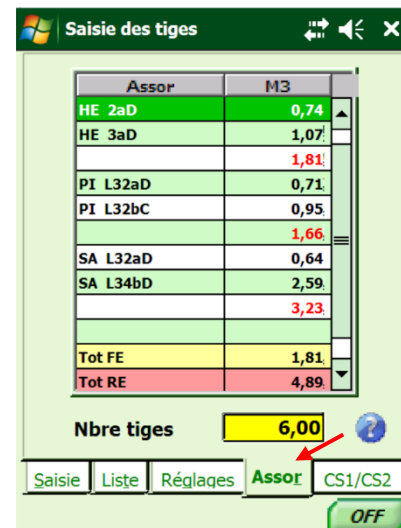 Saisie des tiges
Assor M3
HE 2aD 0,74
HE 3aD 1,07
1,81
PI L32aD 0,71
PI L32bC 0,95
1,66
SA L32aD 0,64
SA L34bD 2,59
3,23
Tot FE 1,81
Tot RE 4,89
Nbre tiges 6,00
Saisie Liste Réglages Assor CS1/CS2
OFF